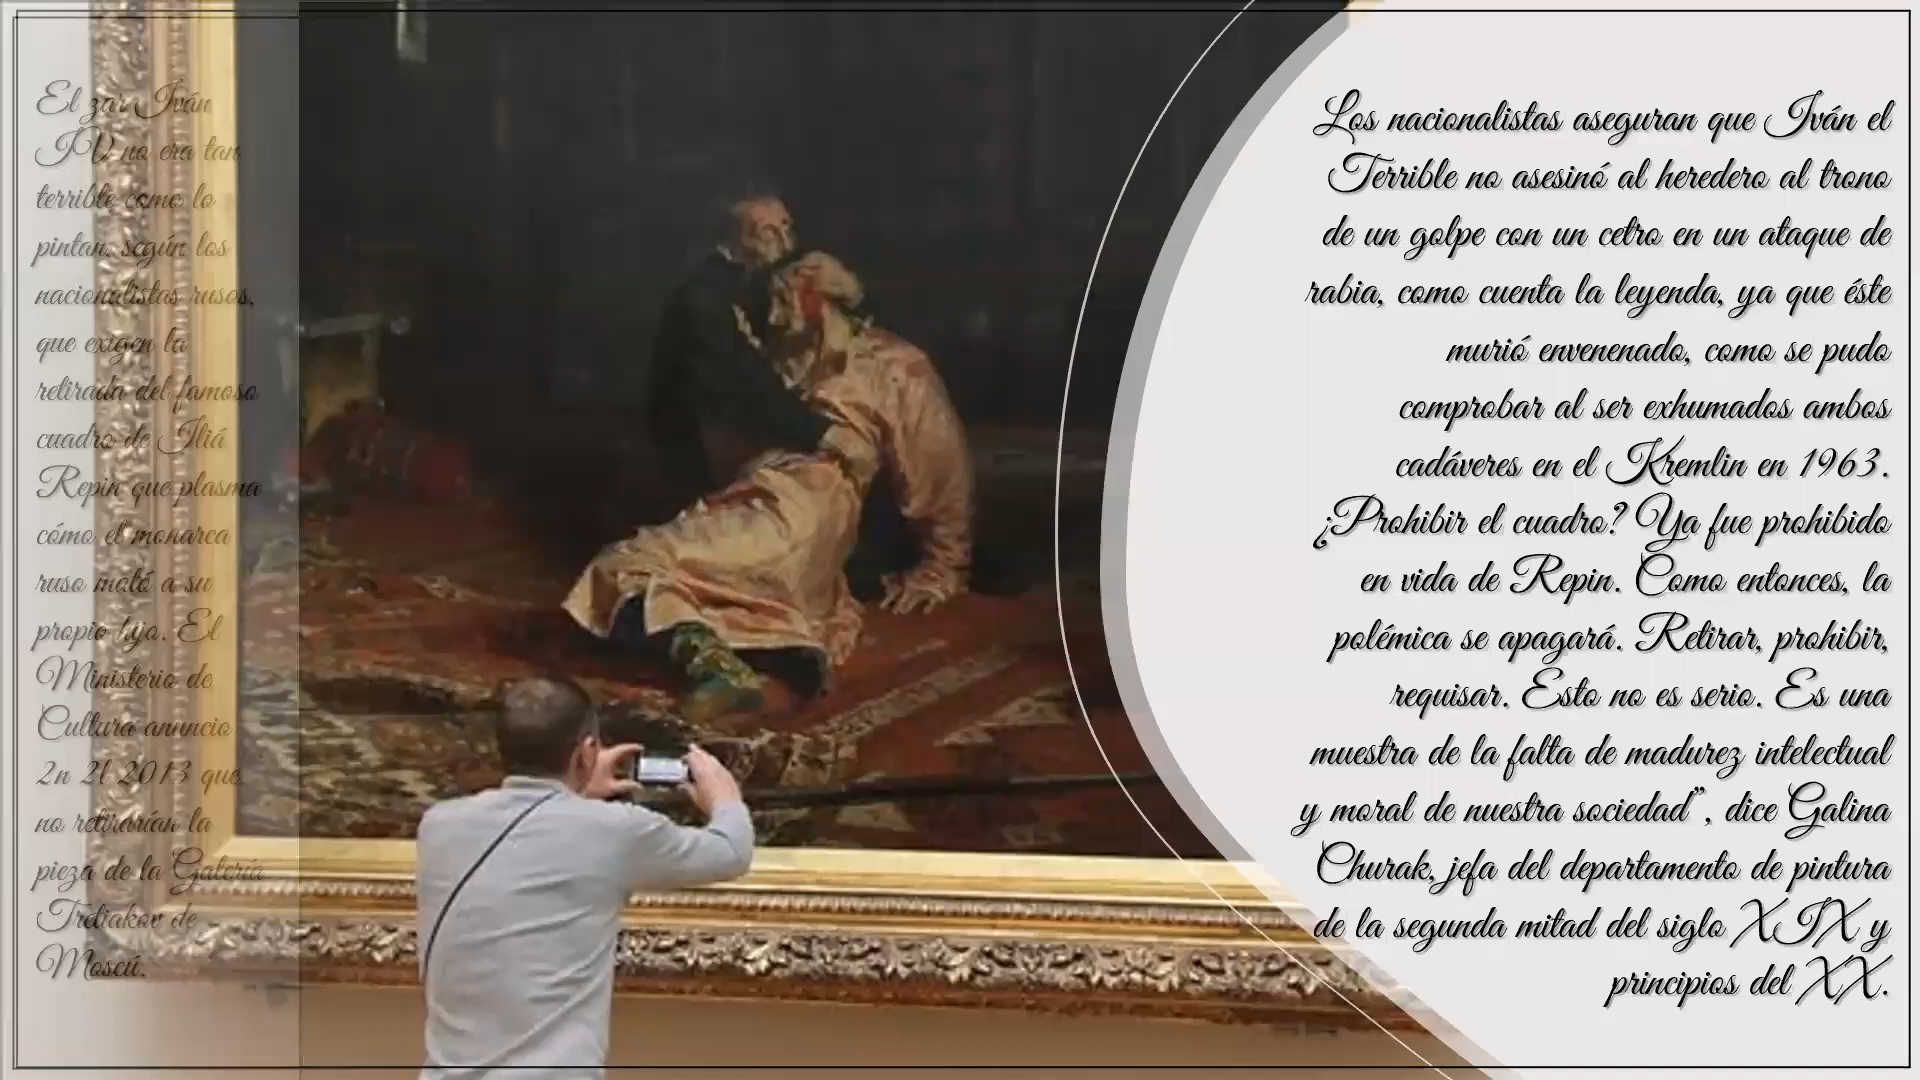 El zar Iván
IV no era tan
terrible como lo
pintan, según los
nacionalistas rusos,
que exigen la
retirada del famoso
cuadro de Iliá
Repin que plasma
cómo el monarca
ruso mató a su
propio hijo. El
Ministerio de
Cultura anuncio
2n 2l 2013 que
no retirarían la
pieza de la Galería
Tretiakov de
Moscú.
Los nacionalistas aseguran que Iván el
Terrible no asesinó al heredero al trono
de un golpe con un cetro en un ataque de
rabia, como cuenta la leyenda, ya que éste
murió envenenado, como se pudo
comprobar al ser exhumados ambos
cadáveres en el Kremlin en 1963.
¿Prohibir el cuadro? Ya fue prohibido
en vida de Repin. Como entonces, la
polémica se apagará. Retirar, prohibir,
requisar. Esto no es serio. Es una
muestra de la falta de madurez intelectual
y moral de nuestra sociedad”, dice Galina
Churak, jefa del departamento de pintura
de la segunda mitad del siglo XIX y
principios del XX.